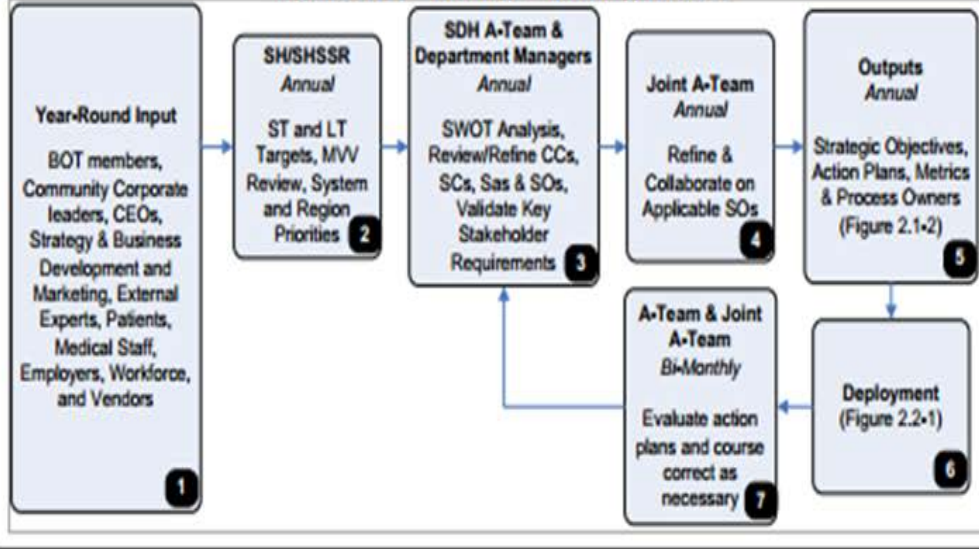 Year-Round Input
BOT members,
Community Corporate
leaders, CEOs,
Strategy & Business
Development and
Marketing, External
Experts, Patients,
Medical Staff,
Employers, Workforce,
and Vendors
1
SH/SHSSR
Annual
ST and LT
Targets, MVV
Review, System
and Region
Priorities
2
SDH A-Team &
Department Managers
Annual
SWOT Analysis,
Review/Refine CCs,
SCs, Sas & SOs,
Validate Key
Stakeholder
Requirements
3
Joint A-Team
Annual
Refine &
Collaborate on
Applicable SOs
4
Outputs
Annual
Strategic Objectives,
Action Plans, Metrics
& Process Owners
(Figure 2.1-2)
5
Deployment
(Figure 2.2-1)
6
A-Team & Joint
A-Team
Bi-Monthly
Evaluate action
plans and course
correct as
necessary
7